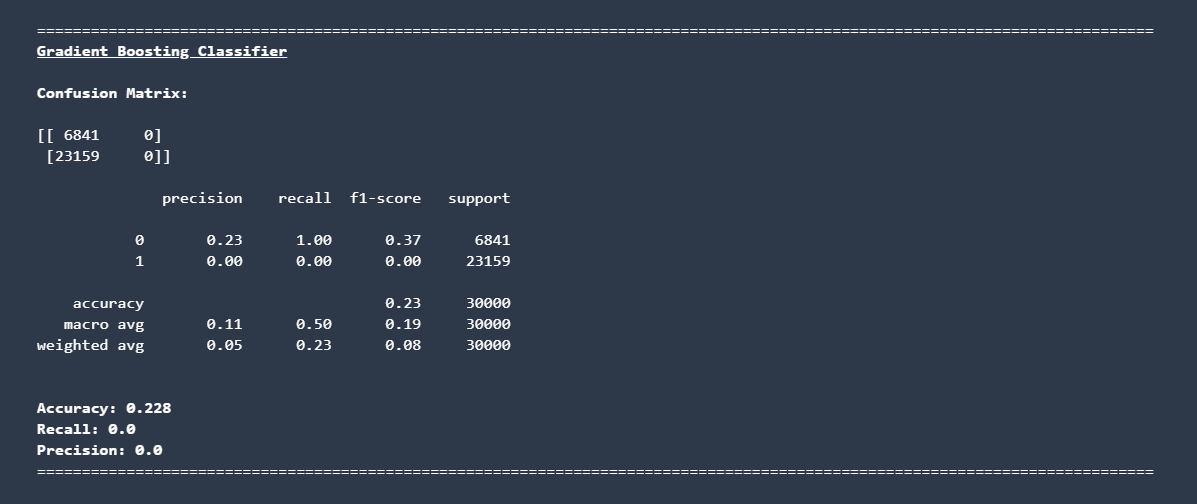 =============================================================================================================================
Gradient Boosting Classifier
Confusion Matrix:
[[ 6841     0]
 [23159     0]]
              precision    recall  f1-score   support
           0       0.23      1.00      0.37      6841
           1       0.00      0.00      0.00     23159
    accuracy                           0.23     30000
   macro avg       0.11      0.50      0.19     30000
weighted avg       0.05      0.23      0.08     30000
Accuracy: 0.228
Recall: 0.0
Precision: 0.0
=============================================================================================================================